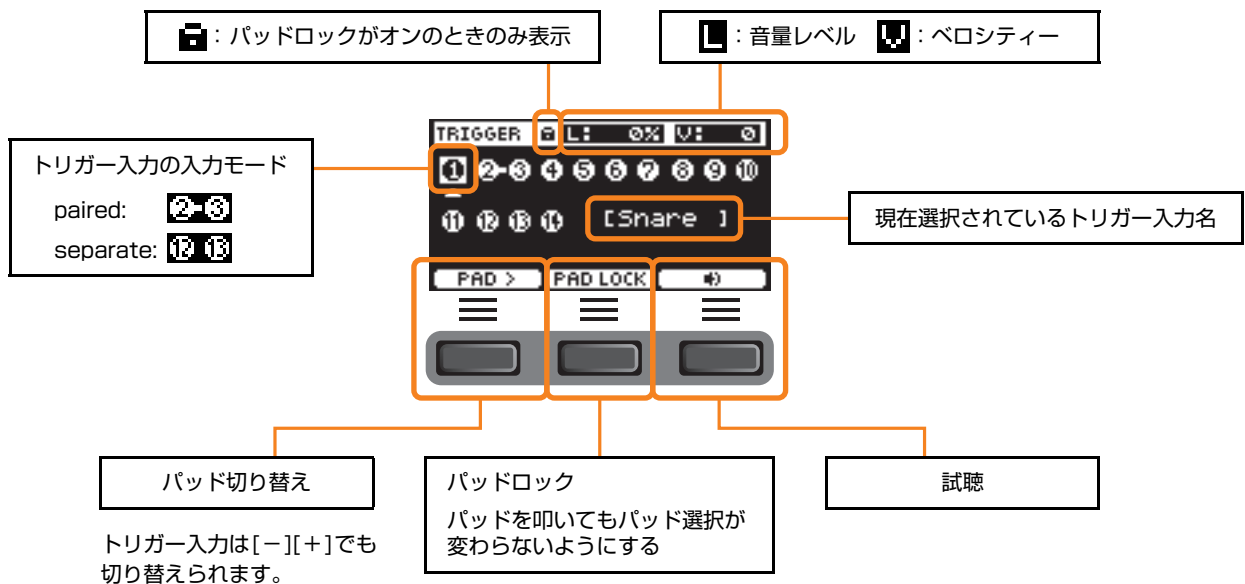 ：パッドロックがオンのときのみ表示
L：音量レベル V：ベロシティー
TRIGGER L: 0% V: 0
トリガー入力の入力モード
paired: 2-3
separate: 12 13
1 2-3 4 5 6 7 8 9 10
11 12 13 14 [Snare ]
現在選択されているトリガー入力名
PAD > PAD LOCK
パッド切り替え
トリガー入力は[－][＋]でも
切り替えられます。
パッドロック
パッドを叩いてもパッド選択が
変わらないようにする
試聴